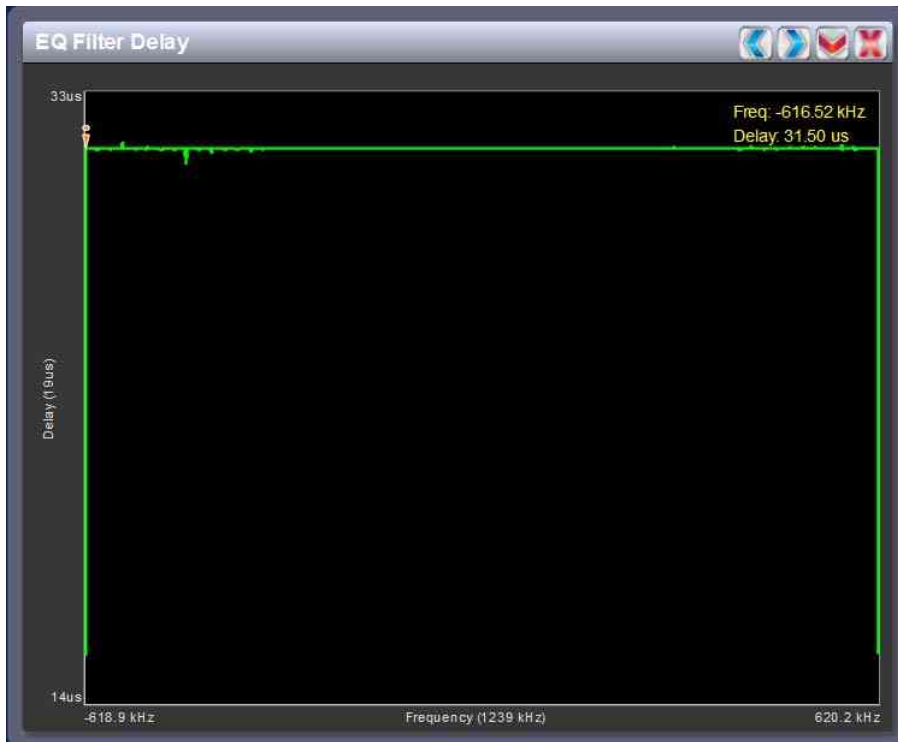 EQ Filter Delay
33us
Freq: -616.52 kHz
Delay: 31.50 us
Delay (19us)
14us
-618.9 kHz
Frequency (1239 kHz)
620.2 kHz